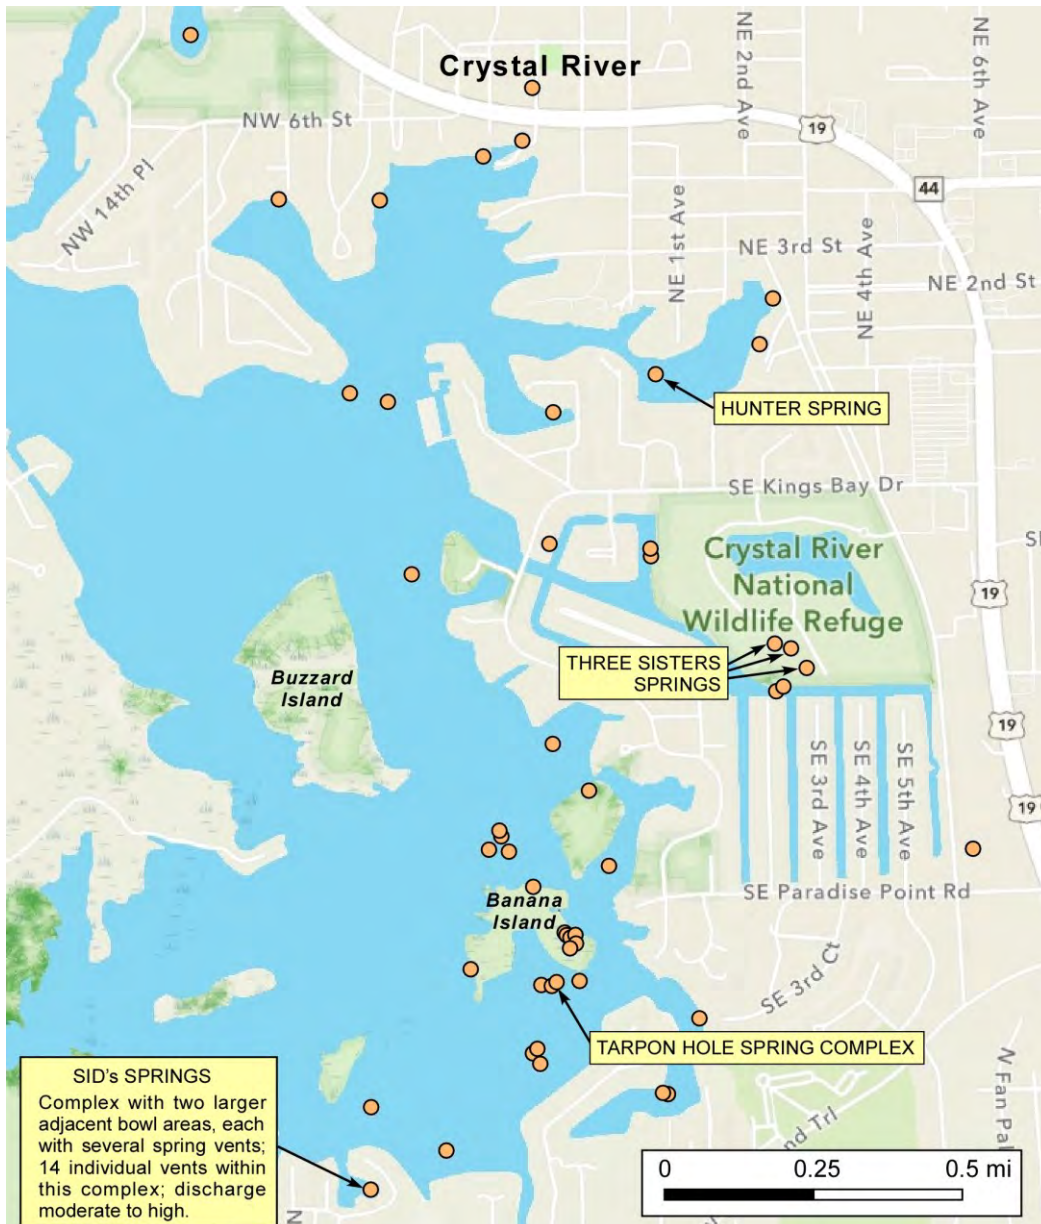 Crystal River
NE 2nd Ave
NE 6th Ave
NW 6th St
19
NW 14th Pl
44
NE 1st Ave
NE 3rd St
NE 4th Ave
NE 2nd St
HUNTER SPRING
SE Kings Bay Dr
Crystal River
National
Wildlife Refuge
19
THREE SISTERS
SPRINGS
Buzzard
Island
19
SE 3rd Ave
SE 4th Ave
SE 5th Ave
19
SE Paradise Point Rd
Banana
Island
SE 3rd Ct
TARPON HOLE SPRING COMPLEX
SID's SPRINGS
Complex with two larger
adjacent bowl areas, each
with several spring vents;
14 individual vents within
this complex; discharge
moderate to high.
Trl
N Fan Pal
0 0.25 0.5 mi
N